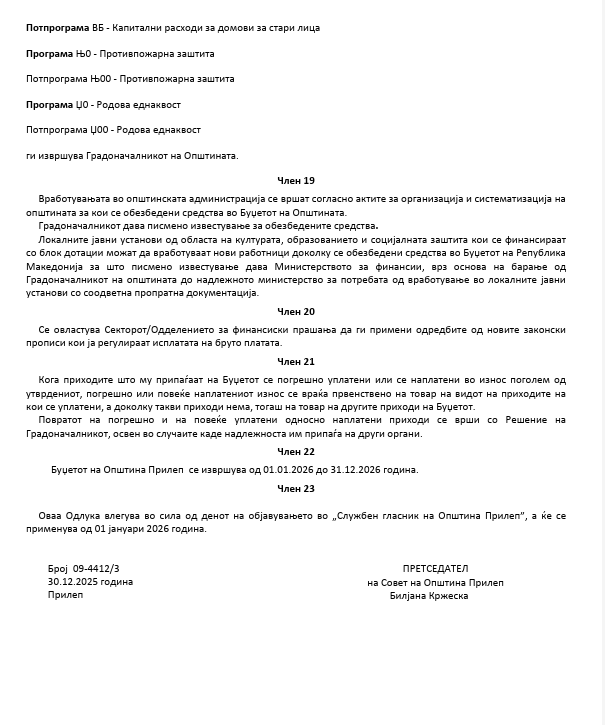 Потпрограма ВБ - Капитални расходи за домови за стари лица
Програма Њ0 - Противпожарна заштита
Потпрограма Њ00 - Противпожарна заштита
Програма Џ0 - Родова еднаквост
Потпрограма Џ00 - Родова еднаквост
ги извршува Градоначалникот на Општината.
Член 19
Вработувањата во општинската администрација се вршат согласно актите за организација и систематизација на
општината за кои се обезбедени средства во Буџетот на Општината.
Градоначалникот дава писмено известување за обезбедените средства.
Локалните јавни установи од областа на културата, образованието и социјалната заштита кои се финансираат
со блок дотации можат да вработуваат нови работници доколку се обезбедени средства во Буџетот на Република
Македонија за што писмено известување дава Министерството за финансии, врз основа на барање од
Градоначалникот на општината до надлежното министерство за потребата од вработување во локалните јавни
установи со соодветна пропратна документација.
Член 20
Се овластува Секторот/Одделението за финансиски прашања да ги примени одредбите од новите законски
прописи кои ја регулираат исплатата на бруто платата.
Член 21
Кога приходите што му припаѓаат на Буџетот се погрешно уплатени или се наплатени во износ поголем од
утврдениот, погрешно или повеќе наплатениот износ се враќа првенствено на товар на видот на приходите на
кои се уплатени, а доколку такви приходи нема, тогаш на товар на другите приходи на Буџетот.
Повратот на погрешно и на повеќе уплатени односно наплатени приходи се врши со Решение на
Градоначалникот, освен во случаите каде надлежноста им припаѓа на други органи.
Член 22
Буџетот на Општина Прилеп се извршува од 01.01.2026 до 31.12.2026 година.
Член 23
Оваа Одлука влегува во сила од денот на објавувањето во „Службен гласник на Општина Прилеп”, а ќе се
применува од 01 јануари 2026 година.
Број 09-4412/3
30.12.2025 година
Прилеп
ПРЕТСЕДАТЕЛ
на Совет на Општина Прилеп
Билјана Кржеска